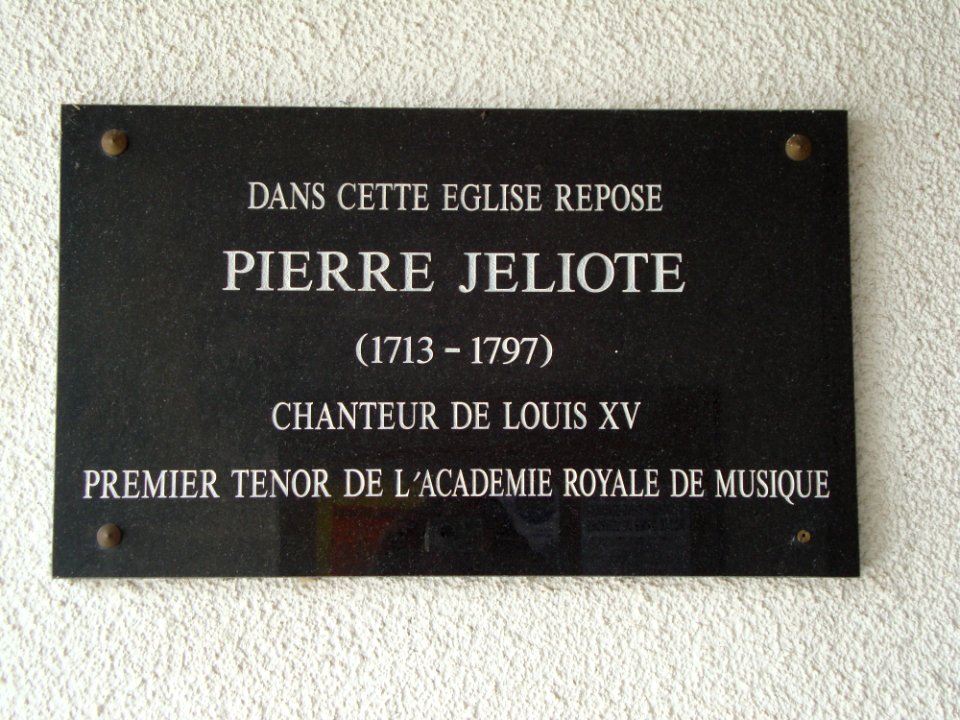 DANS CETTE EGLISE REPOSE
PIERRE JELIOTE
(1713 - 1797)
CHANTEUR DE LOUIS XV
PREMIER TENOR DE L'ACADEMIE ROYALE DE MUSIQUE